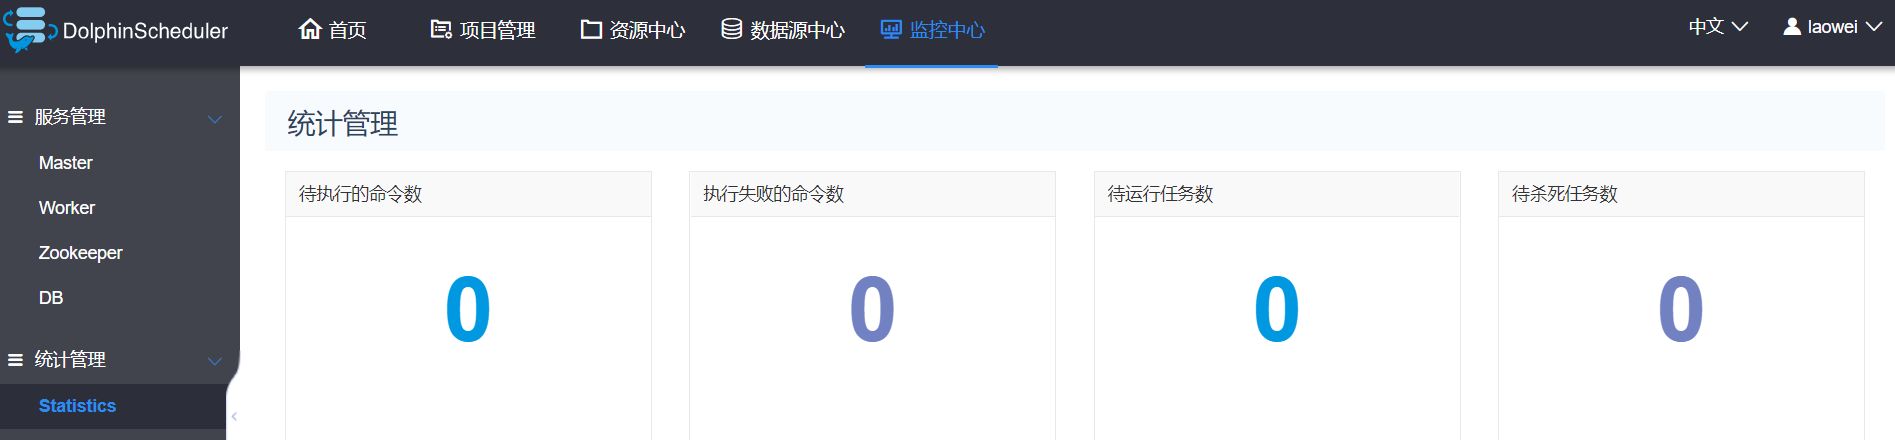 DolphinScheduler 首页 项目管理 资源中心 数据源中心 监控中心 中文 laowei
服务管理
Master
Worker
Zookeeper
DB
统计管理
Statistics
统计管理
待执行的命令数
0
执行失败的命令数
0
待运行任务数
0
待杀死任务数
0